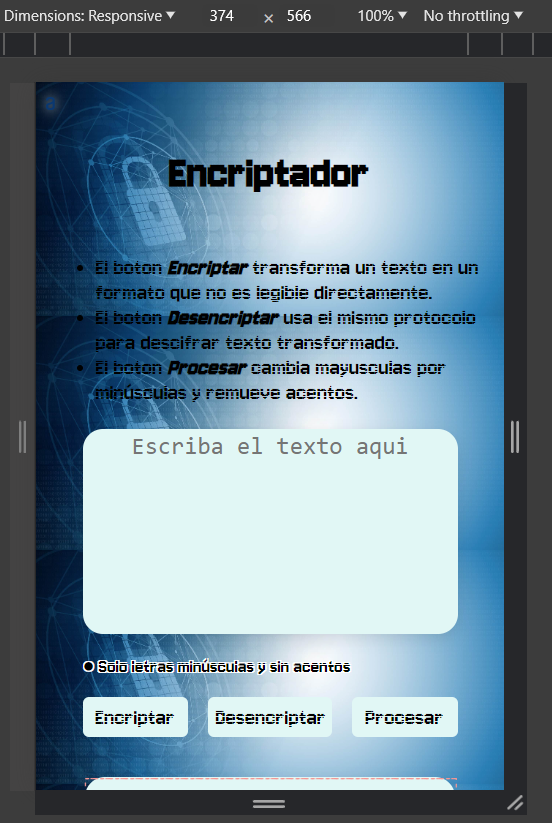 Dimensions: Responsive ▼ 374 × 566 100% ▼ No throttling ▼
a
Encriptador
• El boton Encriptar transforma un texto en un
formato que no es legible directamente.
• El boton Desencriptar usa el mismo protocolo
para descifrar texto transformado.
• El boton Procesar cambia mayusculas por
minúsculas y remueve acentos.
Escriba el texto aqui
O Solo letras minúsculas y sin acentos
Encriptar Desencriptar Procesar